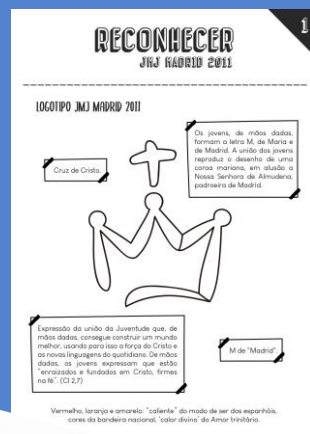 1
RECONHECER
JMJ MADRID 2011
LOGOTIPO JMJ MADRID 2011
Os jovens, de mãos dadas,
formam a letra M, de Maria e
de Madrid. A união dos jovens
reproduz o desenho de uma
coroa mariana, em alusão a
Nossa Senhora de Almudena,
padroeira de Madrid.
Cruz de Cristo.
Expressão da união da Juventude que, de
mãos dadas, consegue construir um mundo
melhor, usando para isso a força do Cristo e
as novas linguagens do quotidiano. De mãos
dadas, os jovens expressam que estão
"enraizados e fundados em Cristo, firmes
na fé". (Cl 2,7)
M de "Madrid".
Vermelho, laranja e amarelo: "caliente" do modo de ser dos espanhóis,
cores da bandeira nacional, 'calor divino' do Amor trinitário.